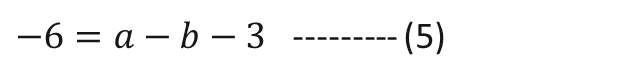 −6 = a − b − 3 --------- (5)